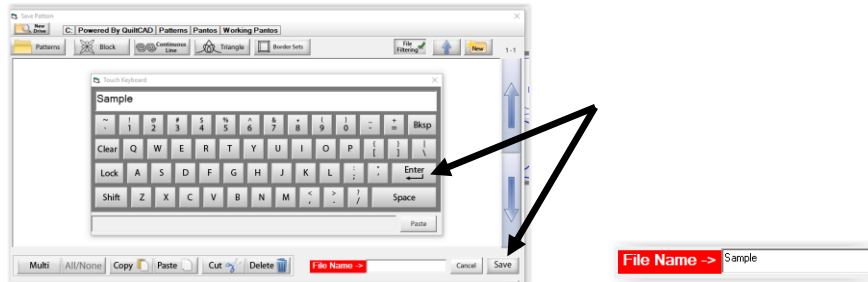 Save Pattern
New Drive C: Powered By QuiltCAD Patterns Pantos Working Pantos
Patterns Block Continuous Line Triangle Border Sets File Filtering New 1-1
Touch Keyboard
Sample
~ ` ! 1 @ 2 # 3 $ 4 % 5 ^ 6 & 7 * 8 ( 9 ) 0 _ - + = Bksp
Clear Q W E R T Y U I O P { [ } ] | \
Lock A S D F G H J K L : ; " ' Enter
Shift Z X C V B N M < , > . ? / Space
Paste
Multi All/None Copy Paste Cut Delete File Name -> Cancel Save
File Name -> Sample